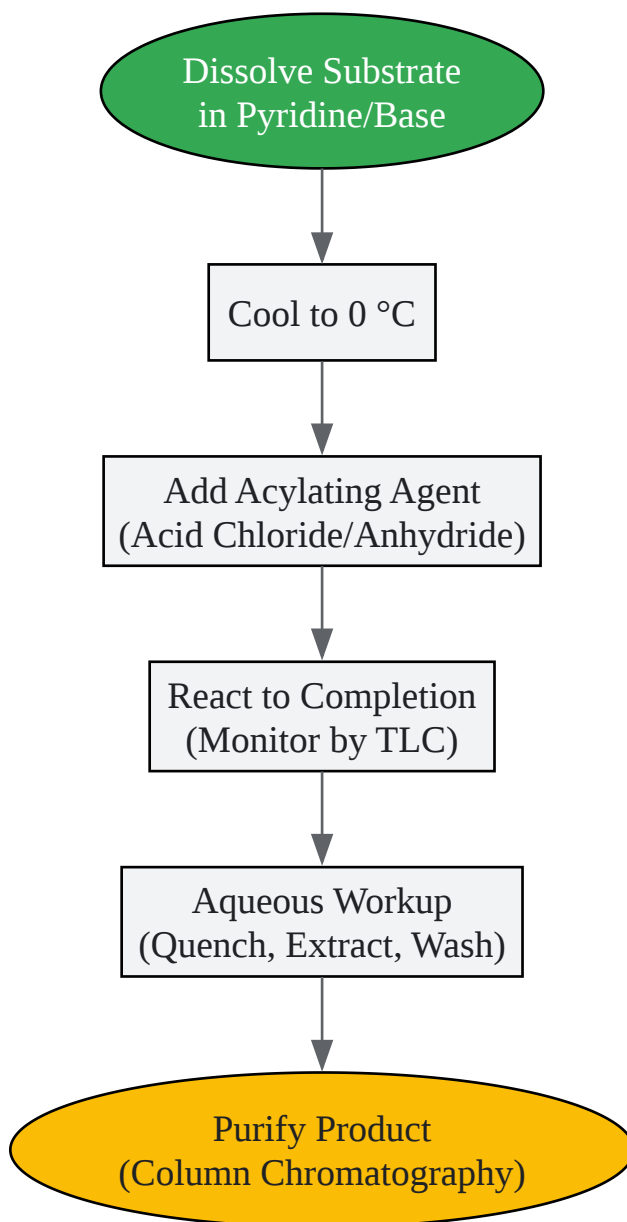 Dissolve Substrate
in Pyridine/Base
Cool to 0 °C
Add Acylating Agent
(Acid Chloride/Anhydride)
React to Completion
(Monitor by TLC)
Aqueous Workup
(Quench, Extract, Wash)
Purify Product
(Column Chromatography)